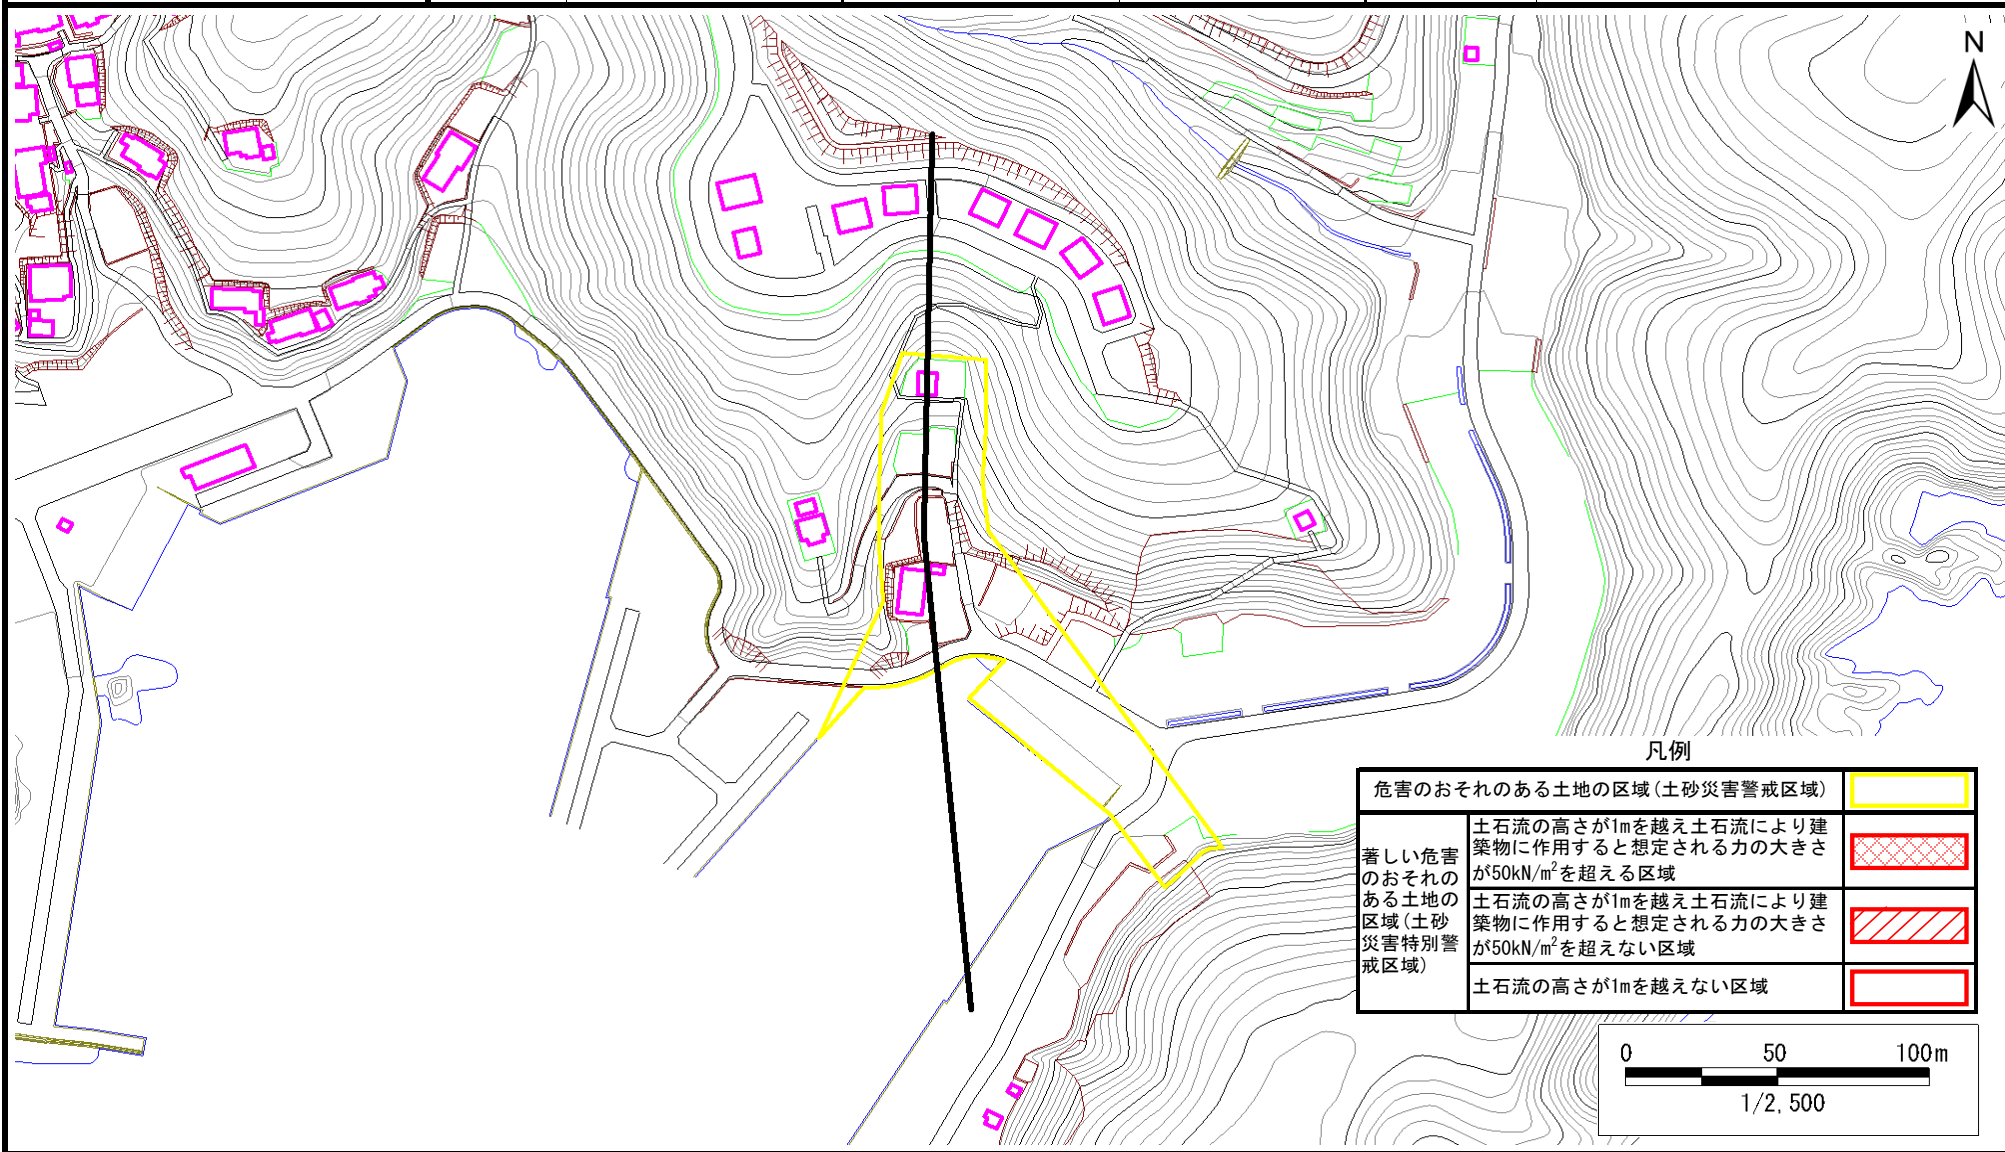 N
凡例
危害のおそれのある土地の区域(土砂災害警戒区域)
著しい危害
のおそれの
ある土地の
区域(土砂
災害特別警
戒区域)
土石流の高さが1mを越え土石流により建
築物に作用すると想定される力の大きさ
が50kN/m²を超える区域
土石流の高さが1mを越え土石流により建
築物に作用すると想定される力の大きさ
が50kN/m²を超えない区域
土石流の高さが1mを越えない区域
0 50 100m
1/2,500